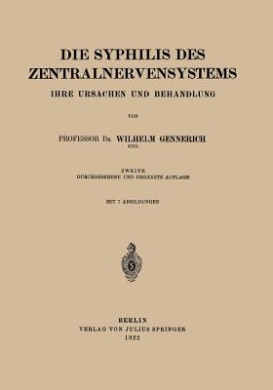 DIE SYPHILIS DES
ZENTRALNERVENSYSTEMS
IHRE URSACHEN UND BEHANDLUNG
VON
PROFESSOR DR. WILHELM GENNERICH
KIEL
ZWEITE
DURCHGESEHENE UND ERGÄNZTE AUFLAGE
MIT 7 ABBILDUNGEN
BERLIN
VERLAG VON JULIUS SPRINGER
1922